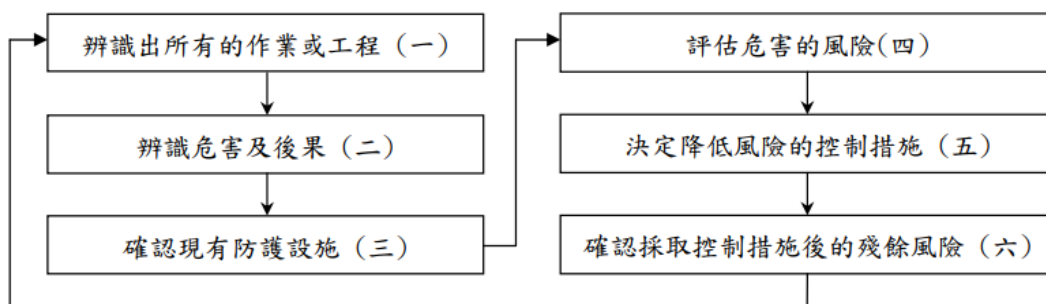 辨識出所有的作業或工程（一）
辨識危害及後果（二）
確認現有防護設施（三）
評估危害的風險(四)
決定降低風險的控制措施（五）
確認採取控制措施後的殘餘風險（六）